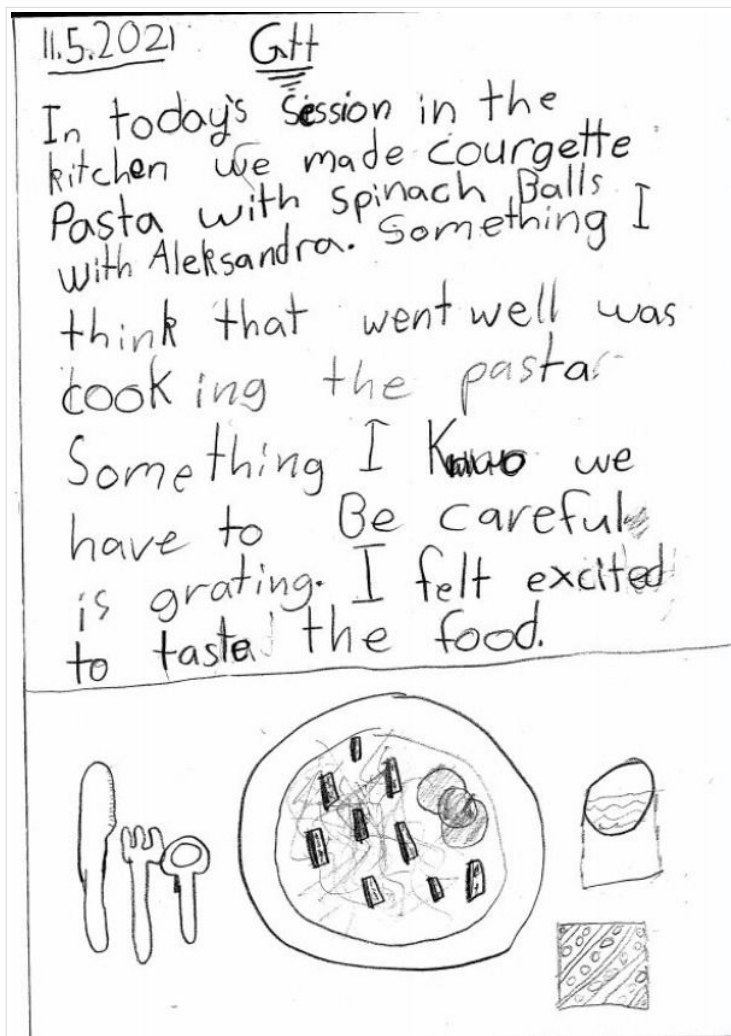 11.5.2021 GH
In today's Session in the
kitchen we made Courgette
Pasta with Spinach Balls
with Aleksandra. Something I
think that went well was
cooking the pasta
Something I we
have to Be careful
is grating. I felt excited
to taste the food.